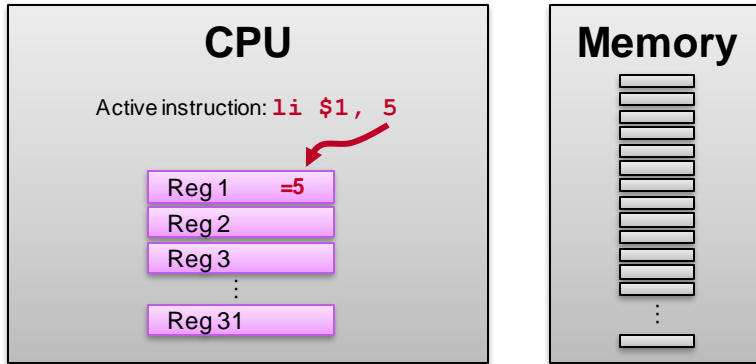 CPU
Active instruction: li $1, 5
Reg 1 =5
Reg 2
Reg 3
⋮
Reg 31
Memory
⋮